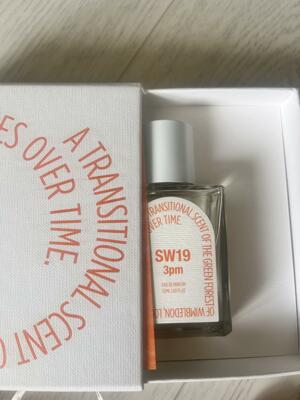 A TRANSITIONAL SCENT O
ES OVER TIME.
TRANSITIONAL SCENT OF THE GREEN FOREST
OF WIMBLEDON, LO
OVER TIME.
SW19
3pm
EAU DE PARFUM